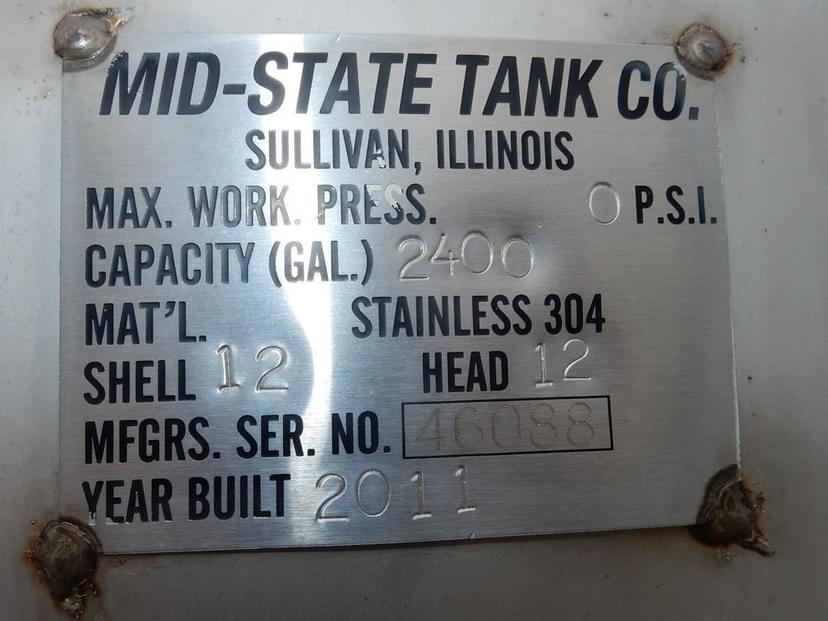 MID-STATE TANK CO.
SULLIVAN, ILLINOIS
MAX. WORK. PRESS. 0 P.S.I.
CAPACITY (GAL.) 2400
MAT'L. STAINLESS 304
SHELL 12 HEAD 12
MFGRS. SER. NO. 46088
YEAR BUILT 2011